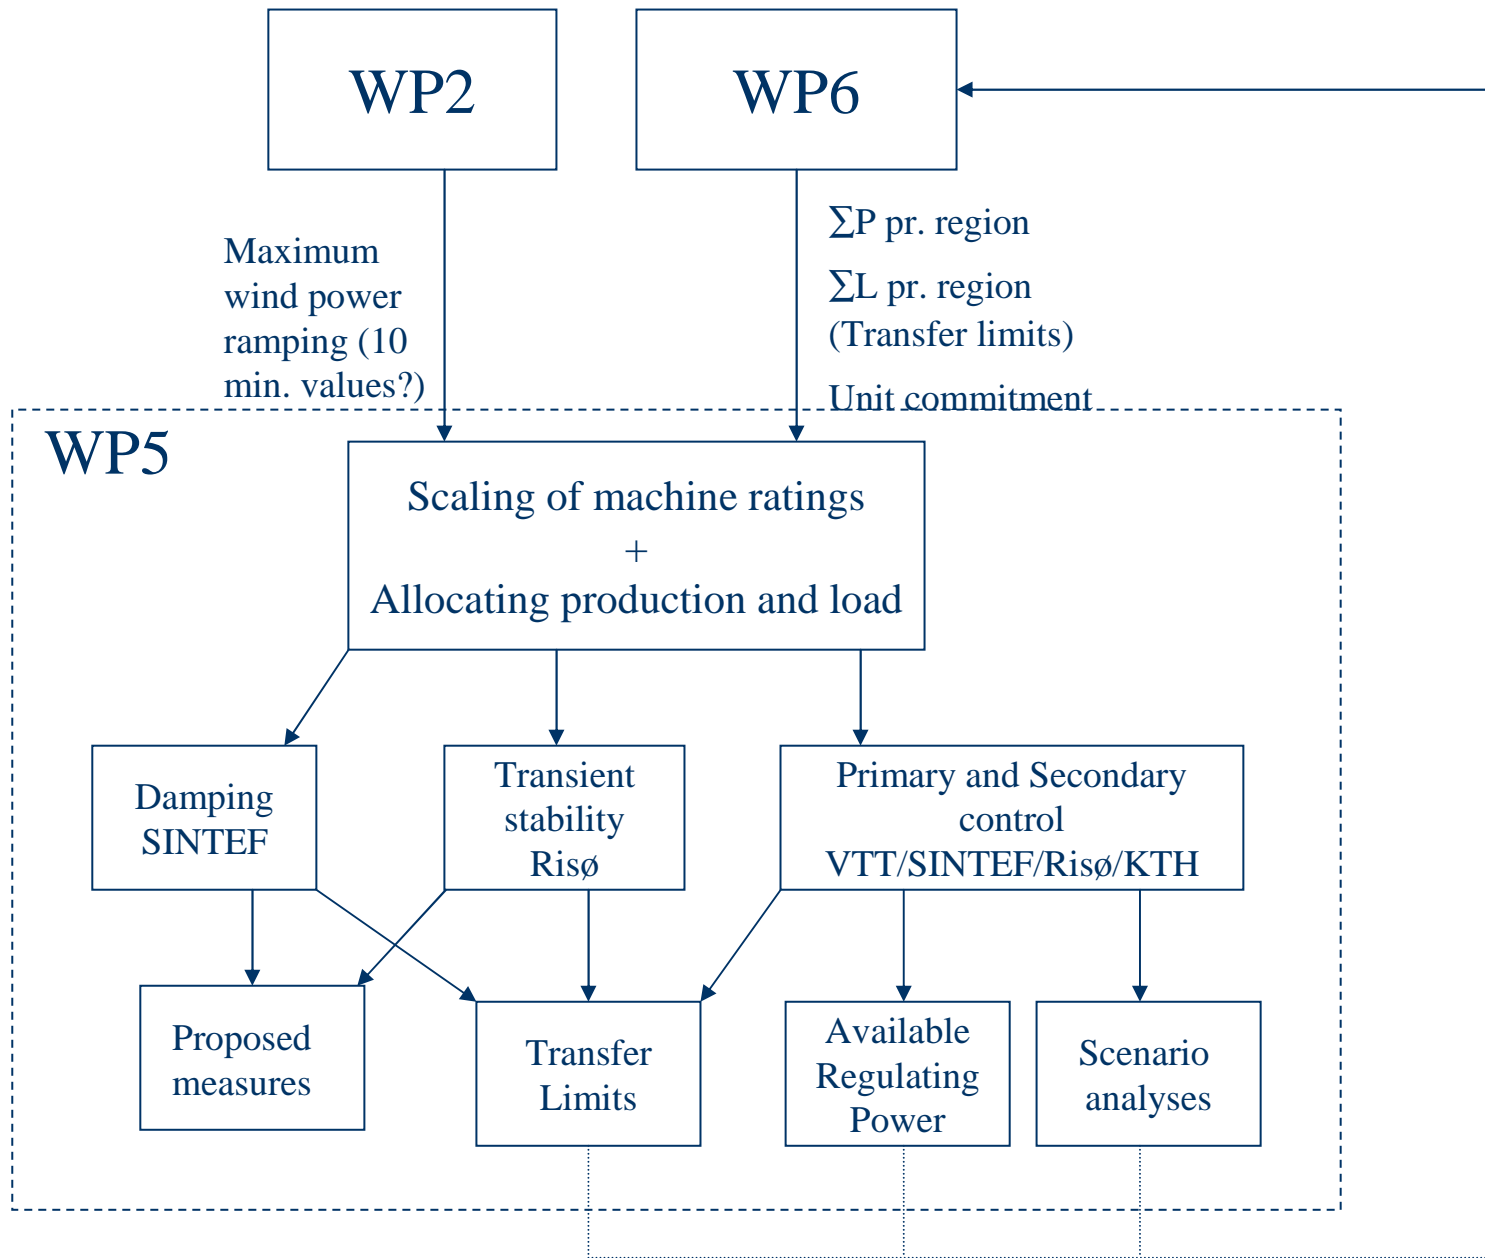 WP2
WP6
Maximum
wind power
ramping (10
min. values?)
∑P pr. region
∑L pr. region
(Transfer limits)
Unit commitment
WP5
Scaling of machine ratings
+
Allocating production and load
Damping
SINTEF
Transient
stability
Risø
Primary and Secondary
control
VTT/SINTEF/Risø/KTH
Proposed
measures
Transfer
Limits
Available
Regulating
Power
Scenario
analyses